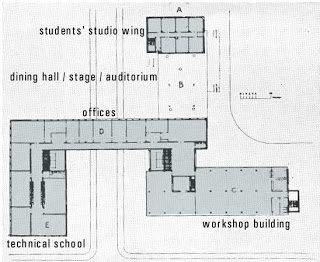 A
students' studio wing
dining hall / stage / auditorium
B
offices
D
C
E
workshop building
technical school